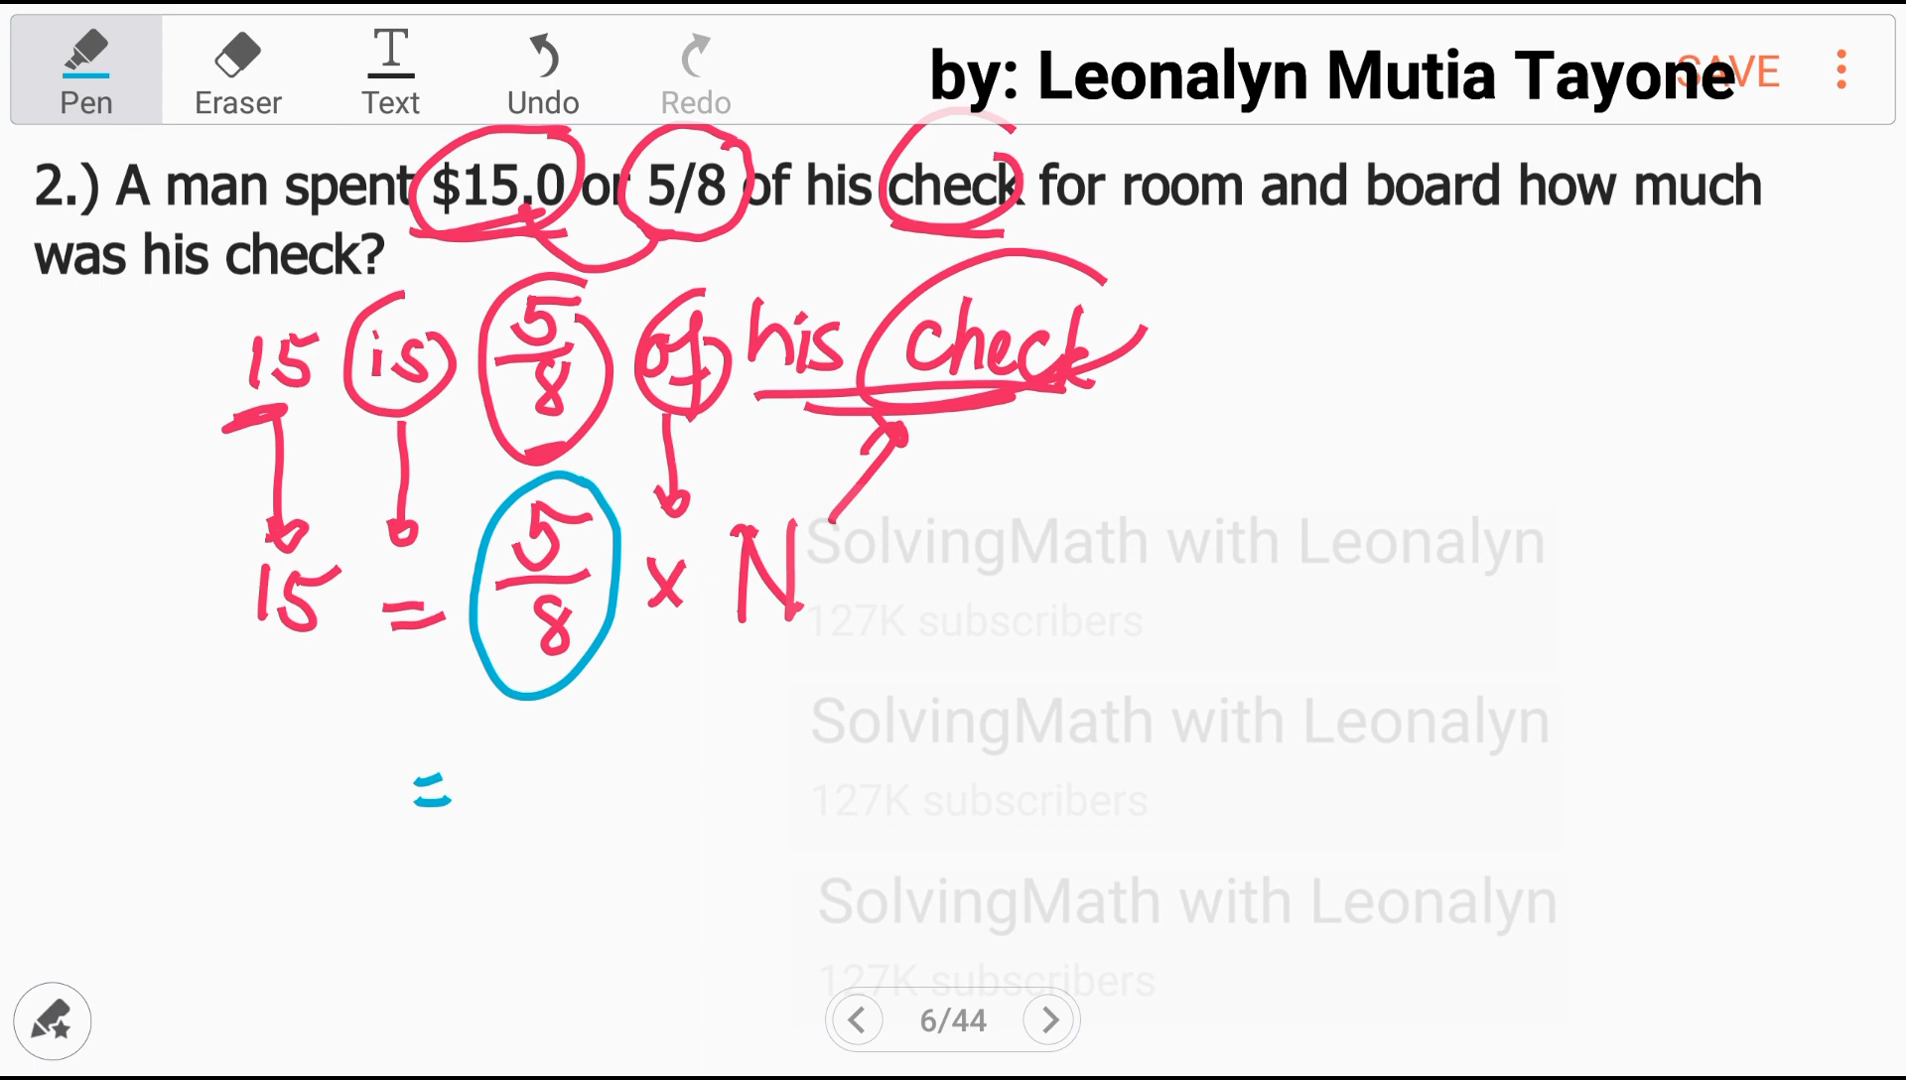 Pen Eraser Text Undo Redo by: Leonalyn Mutia Tayone SAVE
2.) A man spent $15.0 or 5/8 of his check for room and board how much
was his check?
15 is 5/8 of his check
15 = 5/8 x N
SolvingMath with Leonalyn
127K subscribers
=
SolvingMath with Leonalyn
127K subscribers
SolvingMath with Leonalyn
127K subscribers
6/44